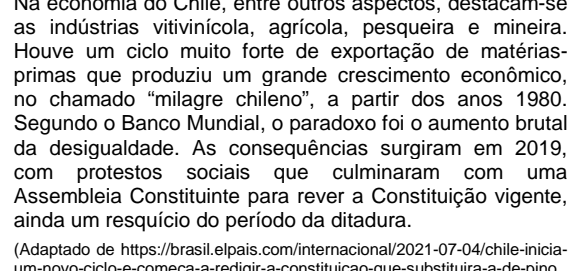 Na economia do Chile, entre outros aspectos, destacam-se
as indústrias vitivinícola, agrícola, pesqueira e mineira.
Houve um ciclo muito forte de exportação de matérias-
primas que produziu um grande crescimento econômico,
no chamado “milagre chileno”, a partir dos anos 1980.
Segundo o Banco Mundial, o paradoxo foi o aumento brutal
da desigualdade. As consequências surgiram em 2019,
com protestos sociais que culminaram com uma
Assembleia Constituinte para rever a Constituição vigente,
ainda um resquício do período da ditadura.
(Adaptado de https://brasil.elpais.com/internacional/2021-07-04/chile-inicia-
um-novo-ciclo-e-comeca-a-redigir-a-constituicao-que-substituira-a-de-pino